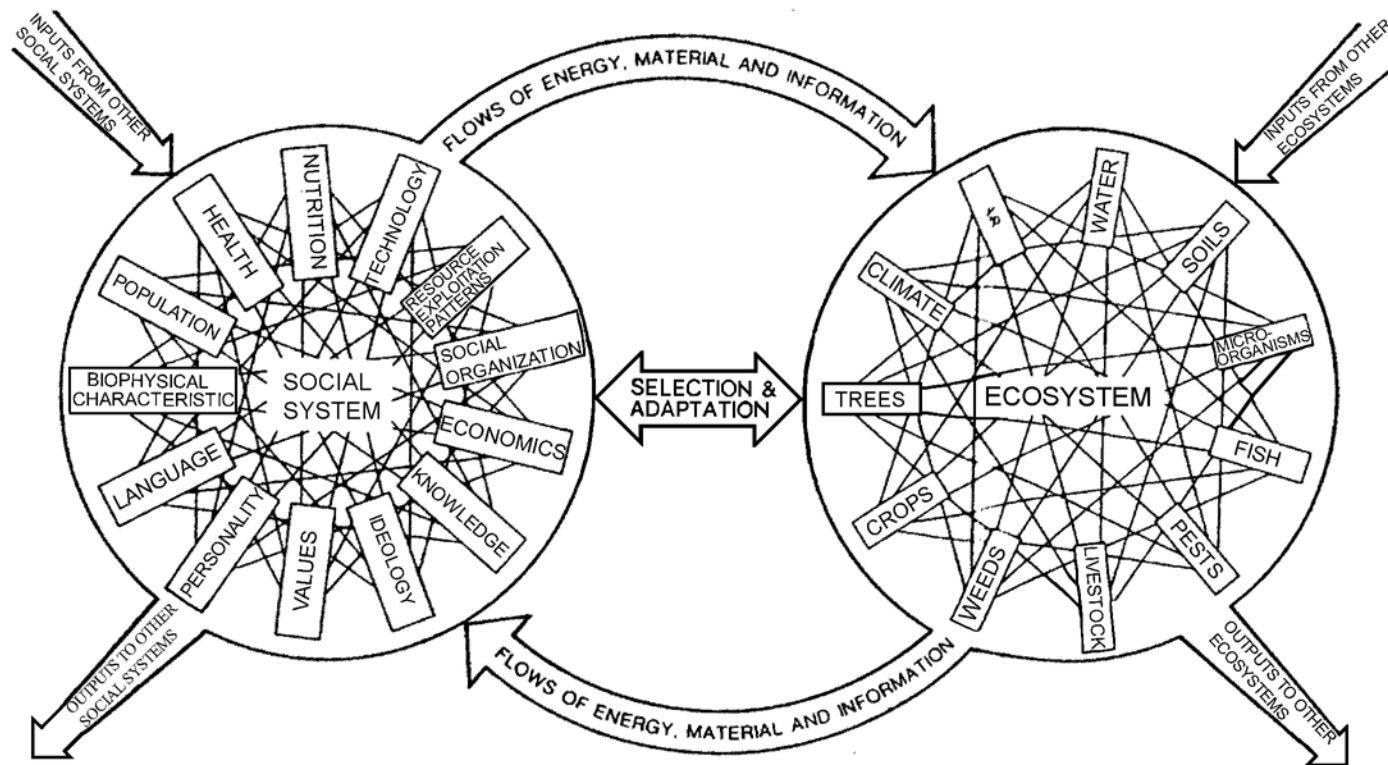 INPUTS FROM OTHER
SOCIAL SYSTEMS
FLOWS OF ENERGY, MATERIAL AND INFORMATION
INPUTS FROM OTHER
ECOSYSTEMS
NUTRITION
TECHNOLOGY
HEALTH
RESOURCE
EXPLOITATION
PATTERNS
POPULATION
SOCIAL
ORGANIZATION
BIOPHYSICAL
CHARACTERISTIC
SOCIAL
SYSTEM
ECONOMICS
LANGUAGE
KNOWLEDGE
PERSONALITY
VALUES
IDEOLOGY
SELECTION &
ADAPTATION
WATER
SOILS
CLIMATE
MICRO-
ORGANISMS
TREES
ECOSYSTEM
FISH
CROPS
PESTS
WEEDS
LIVESTOCK
OUTPUTS TO OTHER
SOCIAL SYSTEMS
FLOWS OF ENERGY, MATERIAL AND INFORMATION
OUTPUTS TO OTHER
ECOSYSTEMS